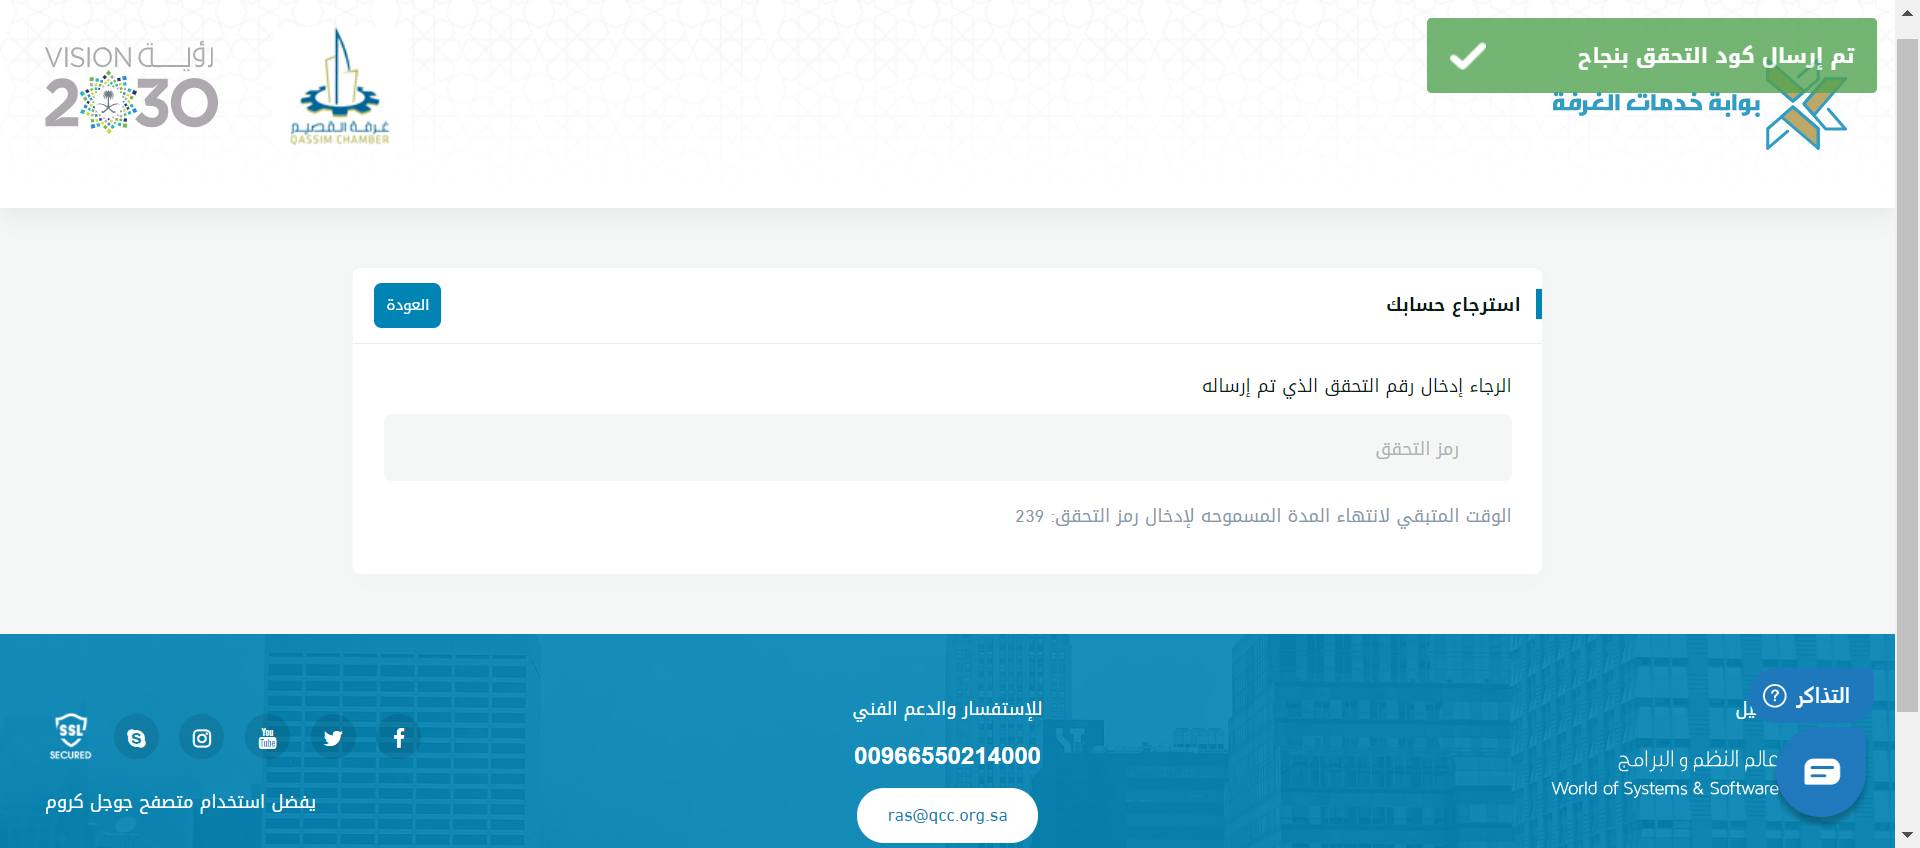 تم إرسال كود التحقق بنجاح
بوابة خدمات الغرفة
VISION رؤيــة
2030
غرفة القصيم
QASSIM CHAMBER
استرجاع حسابك
العودة
الرجاء إدخال رقم التحقق الذي تم إرساله
رمز التحقق
الوقت المتبقي لانتهاء المدة المسموحه لإدخال رمز التحقق: 239
التذاكر
عالم النظم و البرامج
World of Systems & Software
للإستفسار والدعم الفني
00966550214000
ras@qcc.org.sa
SSL
SECURED
You
Tube
يفضل استخدام متصفح جوجل كروم